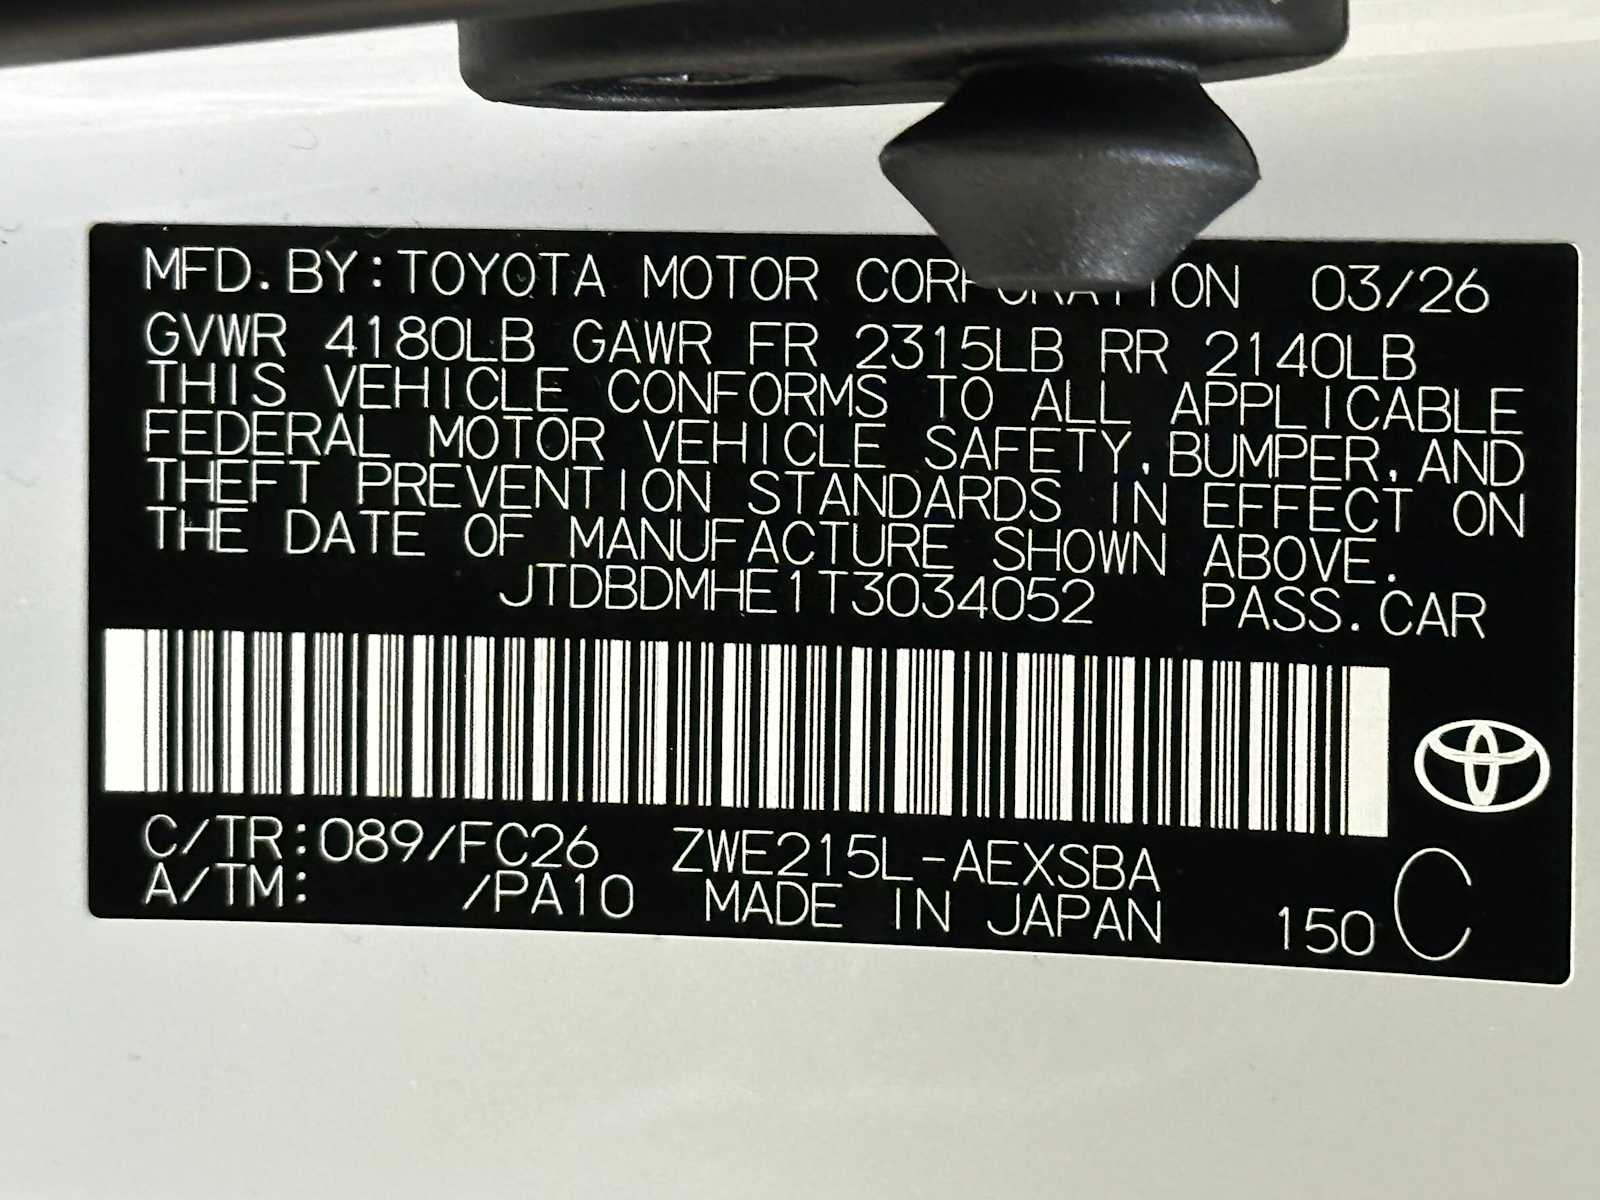 MFD. BY: TOYOTA MOTOR CORPORATION 03/26
GVWR 4180LB GAWR FR 2315LB RR 2140LB
THIS VEHICLE CONFORMS TO ALL APPLICABLE
FEDERAL MOTOR VEHICLE SAFETY, BUMPER, AND
THEFT PREVENTION STANDARDS IN EFFECT ON
THE DATE OF MANUFACTURE SHOWN ABOVE.
JTDBDMHE1T3034052 PASS. CAR
C/TR: 089/FC26 ZWE215L-AEXSBA
A/TM: /PA10 MADE IN JAPAN 150 C